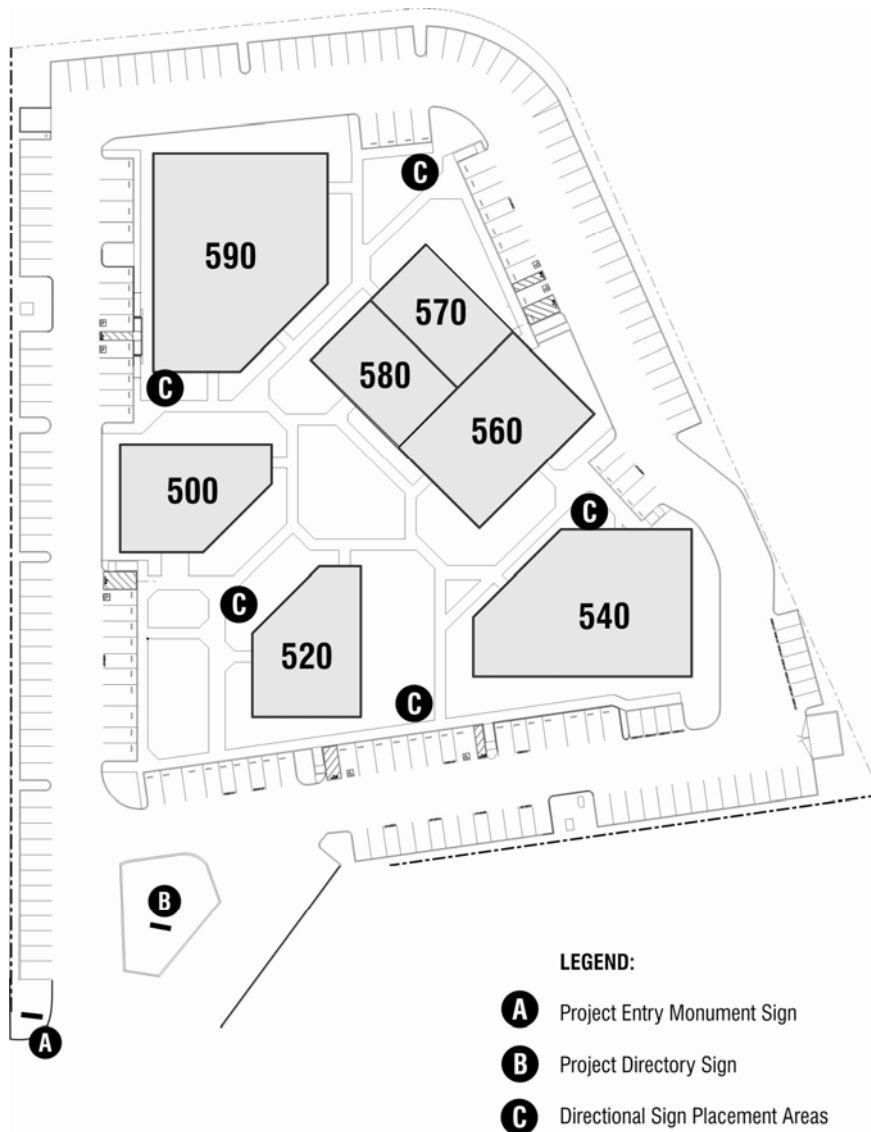 C
590
570
580
C
560
500
C
C
540
520
C
B
LEGEND:
A Project Entry Monument Sign
A
B Project Directory Sign
C Directional Sign Placement Areas